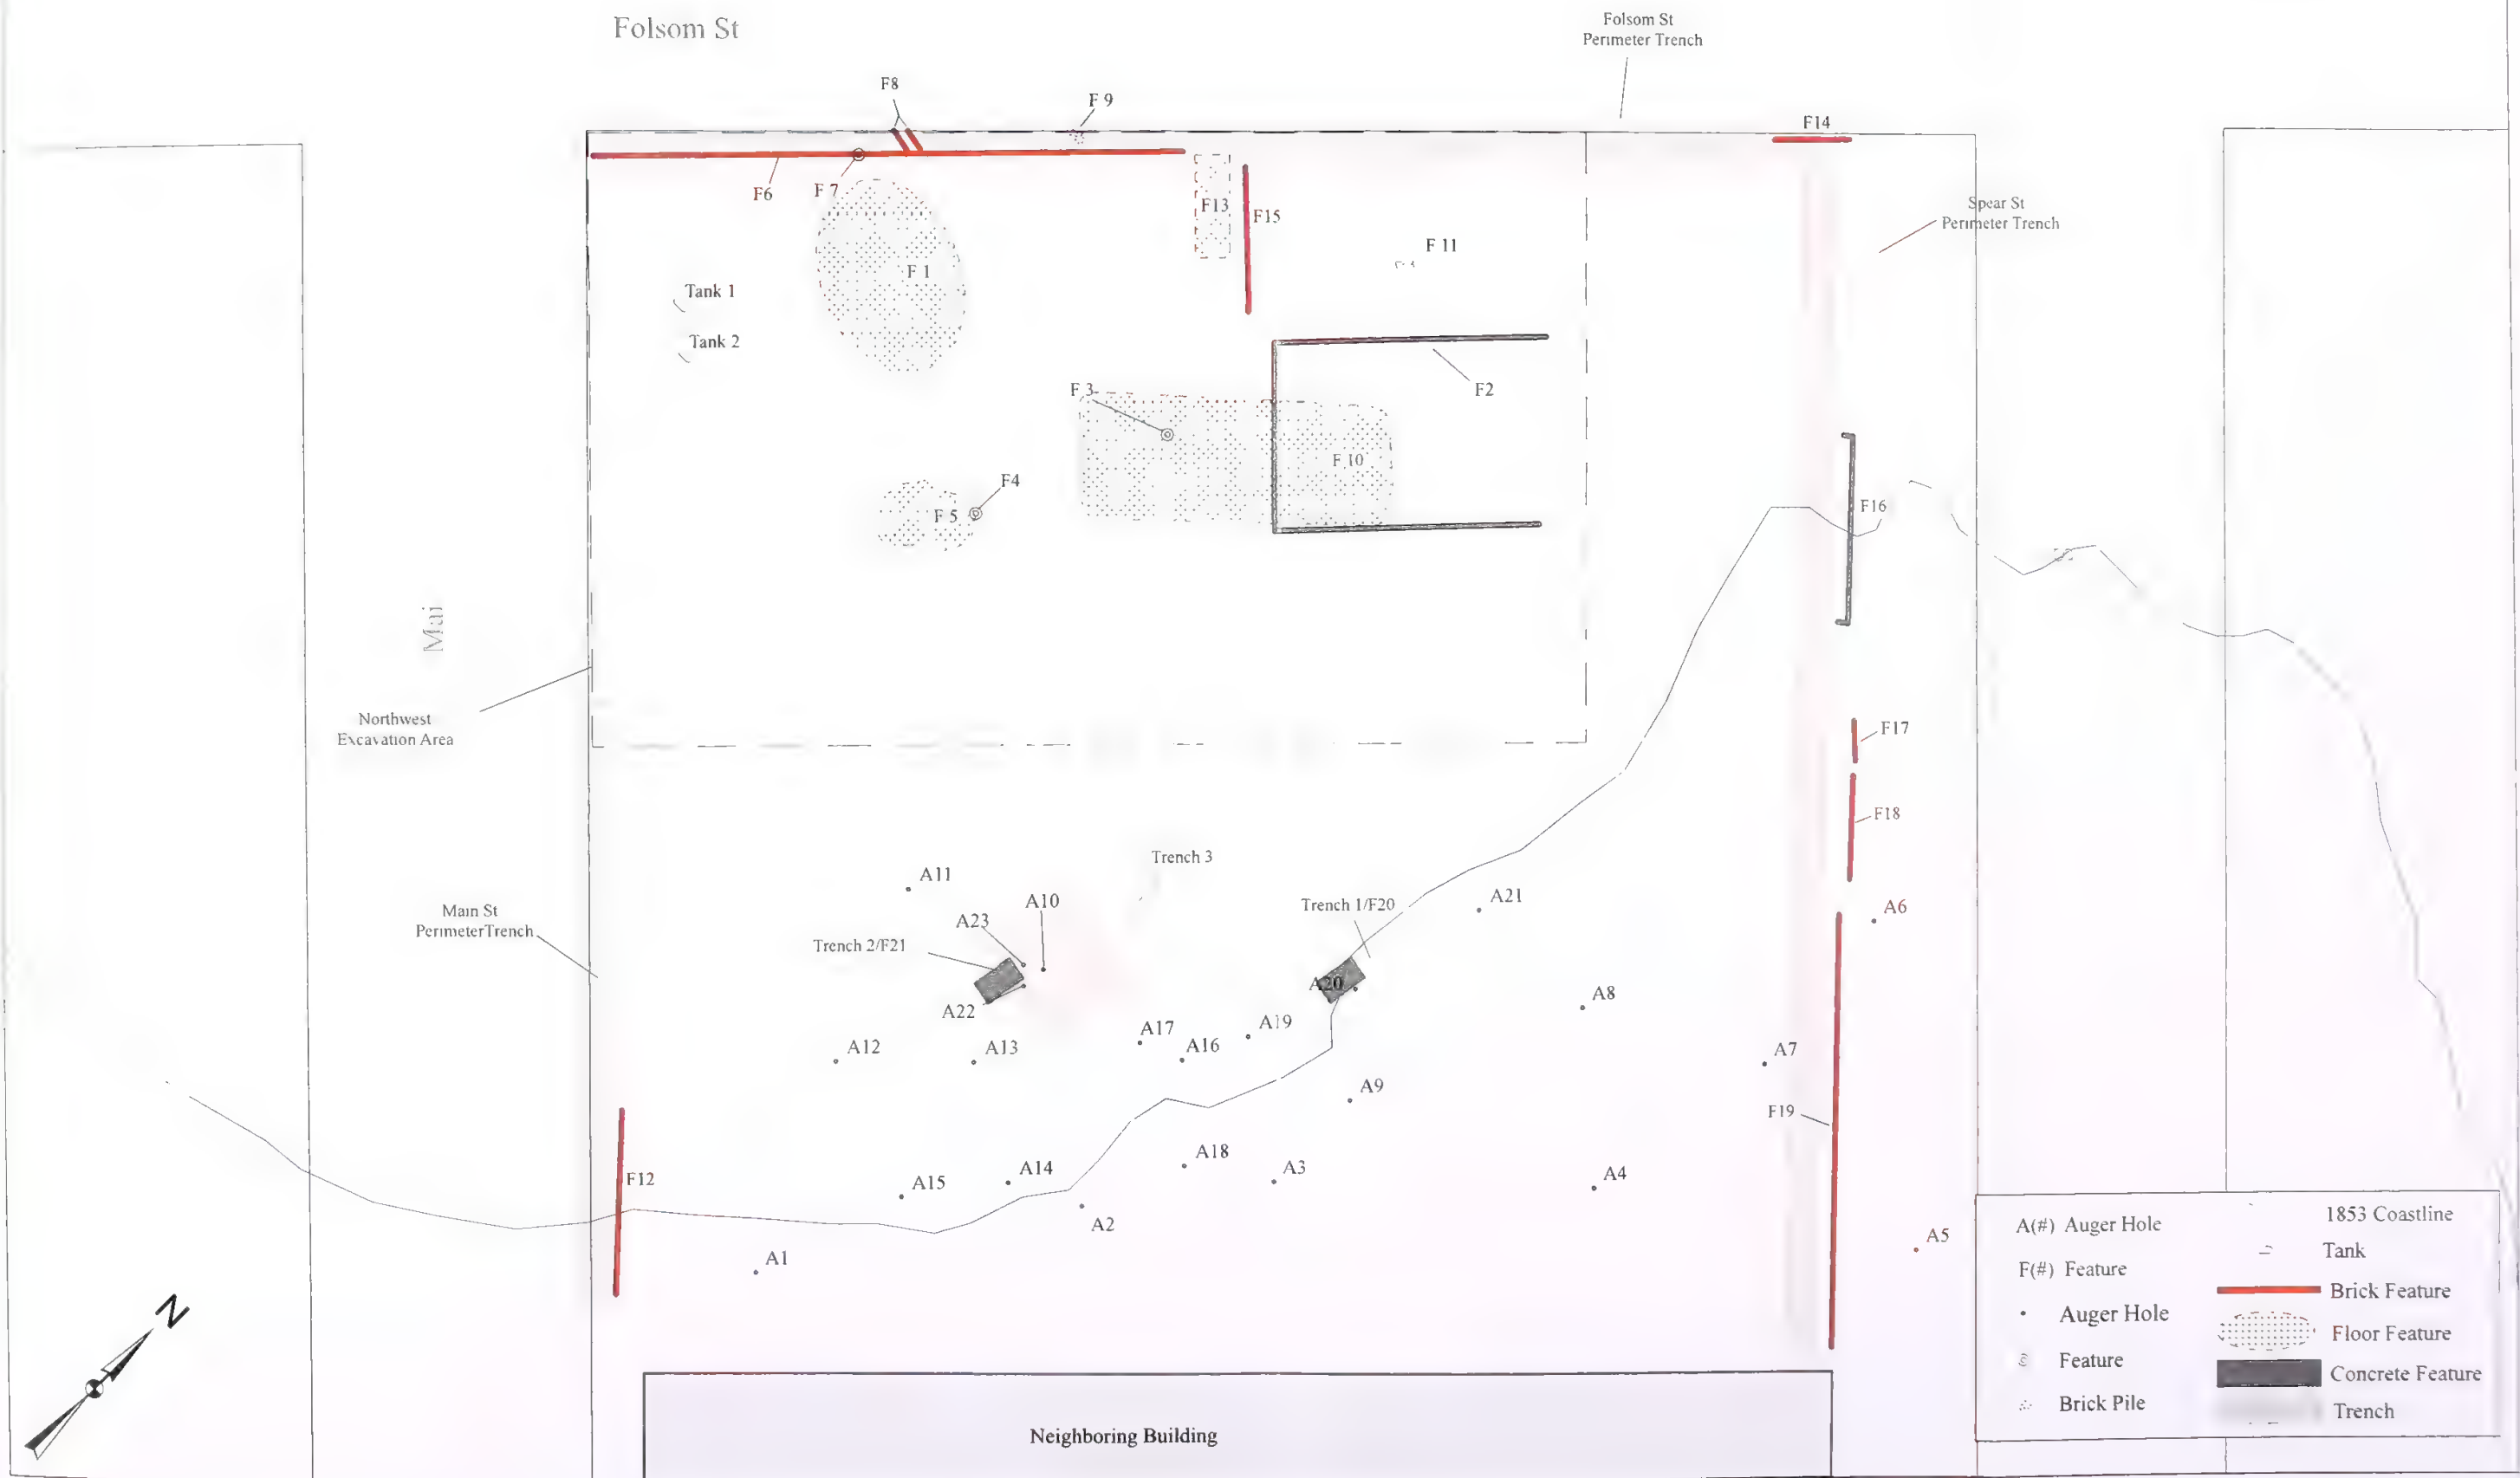 Folsom St
Folsom St
Perimeter Trench
F8
F 9
F14
F6
F 7
F13
F15
Spear St
Perimeter Trench
F 11
F 1
Tank 1
Tank 2
F 3
F2
F 10
F4
F 5
F16
Mai
Northwest
Excavation Area
F17
F18
Trench 3
A11
A10
A23
A21
Trench 1/F20
A6
Main St
PerimeterTrench
Trench 2/F21
A20
A22
A8
A17
A19
A12
A13
A16
A7
A9
F19
A18
A14
A3
A4
F12
A15
A2
A1
A5
A(#) Auger Hole
F(#) Feature
Auger Hole
Feature
Brick Pile
1853 Coastline
Tank
Brick Feature
Floor Feature
Concrete Feature
Trench
N
Neighboring Building